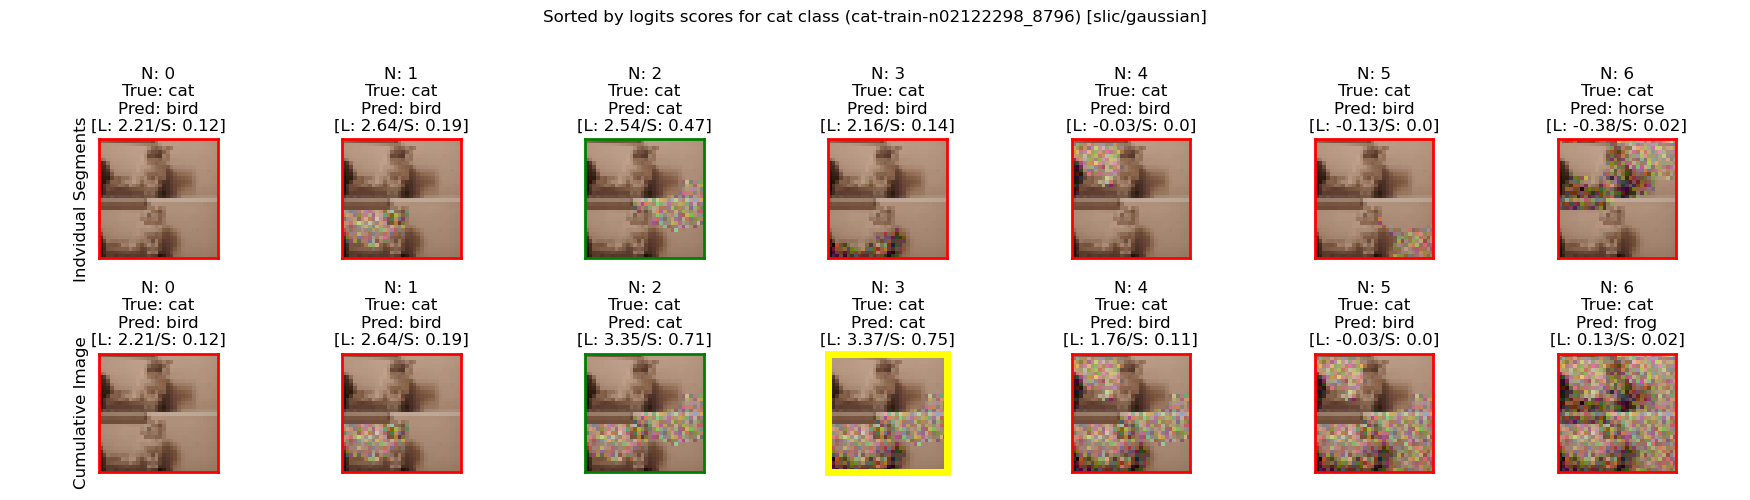 Sorted by logits scores for cat class (cat-train-n02122298_8796) [slic/gaussian]
Indvidual Segments
N: 0
True: cat
Pred: bird
[L: 2.21/S: 0.12]
N: 1
True: cat
Pred: bird
[L: 2.64/S: 0.19]
N: 2
True: cat
Pred: cat
[L: 2.54/S: 0.47]
N: 3
True: cat
Pred: bird
[L: 2.16/S: 0.14]
N: 4
True: cat
Pred: bird
[L: -0.03/S: 0.0]
N: 5
True: cat
Pred: bird
[L: -0.13/S: 0.0]
N: 6
True: cat
Pred: horse
[L: -0.38/S: 0.02]
Cumulative Image
N: 0
True: cat
Pred: bird
[L: 2.21/S: 0.12]
N: 1
True: cat
Pred: bird
[L: 2.64/S: 0.19]
N: 2
True: cat
Pred: cat
[L: 3.35/S: 0.71]
N: 3
True: cat
Pred: cat
[L: 3.37/S: 0.75]
N: 4
True: cat
Pred: bird
[L: 1.76/S: 0.11]
N: 5
True: cat
Pred: bird
[L: -0.03/S: 0.0]
N: 6
True: cat
Pred: frog
[L: 0.13/S: 0.02]